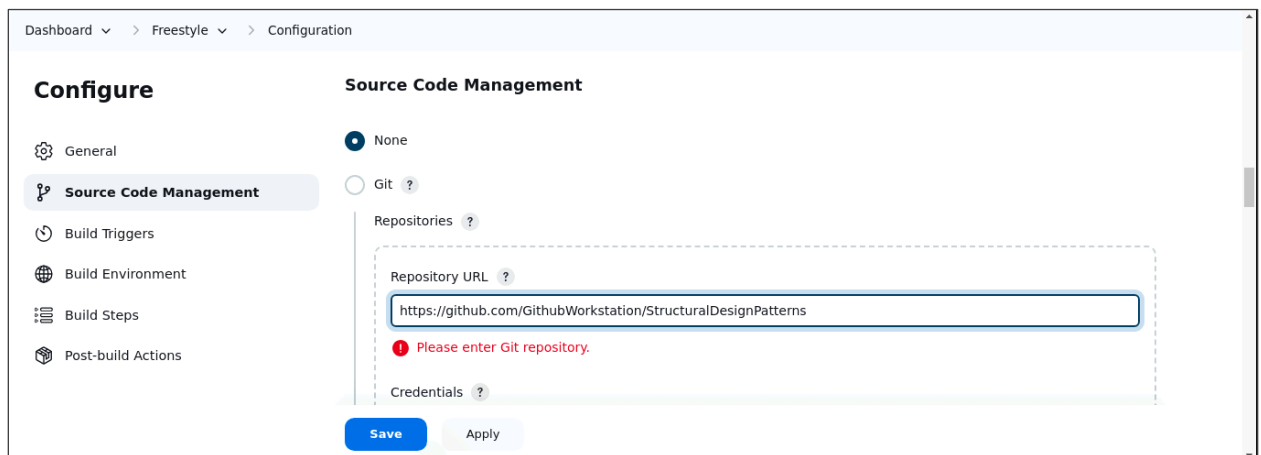 Dashboard Freestyle Configuration
Configure
General
Source Code Management
Build Triggers
Build Environment
Build Steps
Post-build Actions
Source Code Management
None
Git ?
Repositories ?
Repository URL ?
https://github.com/GithubWorkstation/StructuralDesignPatterns
! Please enter Git repository.
Credentials ?
Save Apply